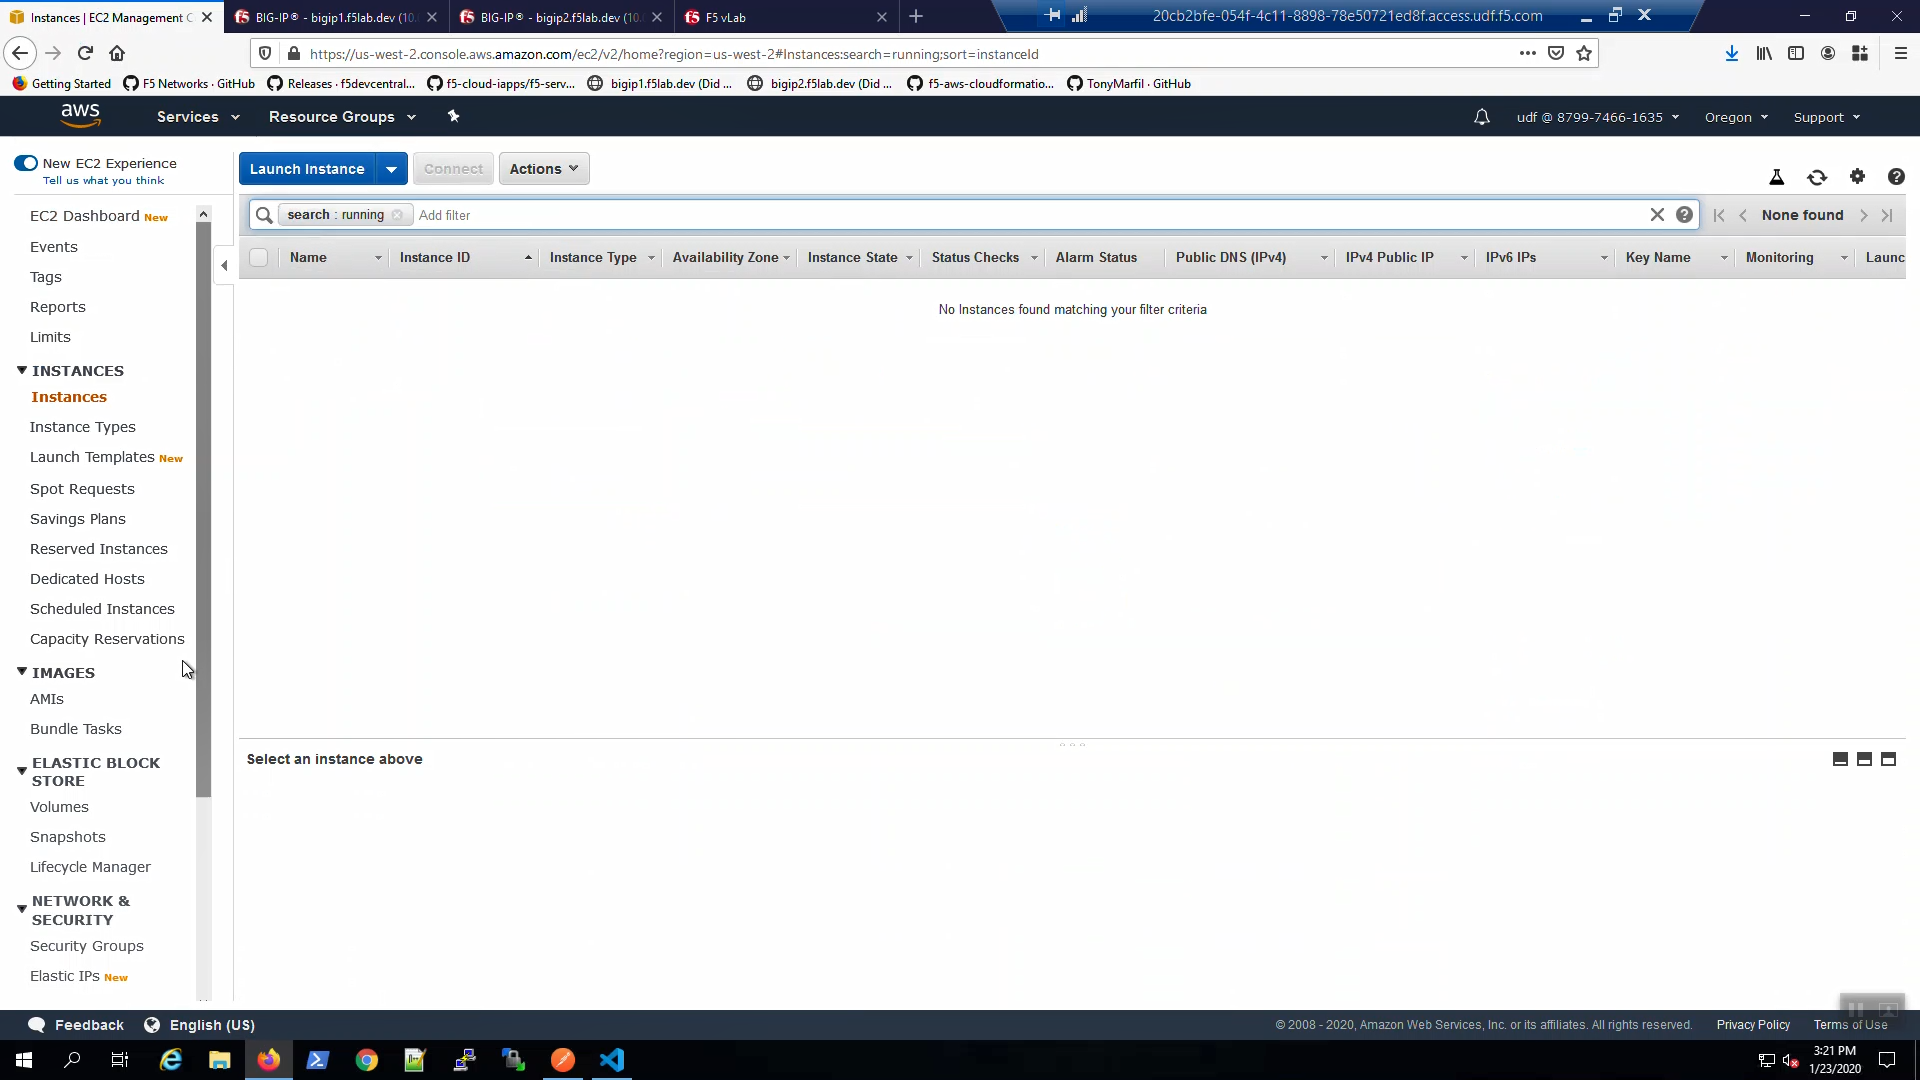 Instances | EC2 Management C
BIG-IP® - bigip1.f5lab.dev (10.
BIG-IP® - bigip2.f5lab.dev (10.
F5 vLab
20cb2bfe-054f-4c11-8898-78e50721ed8f.access.udf.f5.com
https://us-west-2.console.aws.amazon.com/ec2/v2/home?region=us-west-2#Instances:search=running;sort=instanceId
Getting Started
F5 Networks · GitHub
Releases · f5devcentral...
f5-cloud-iapps/f5-serv...
bigip1.f5lab.dev (Did ...
bigip2.f5lab.dev (Did ...
f5-aws-cloudformatio...
TonyMarfil · GitHub
aws
Services
Resource Groups
udf @ 8799-7466-1635
Oregon
Support
New EC2 Experience
Tell us what you think
Launch Instance
Connect
Actions
search : running
Add filter
None found
Name
Instance ID
Instance Type
Availability Zone
Instance State
Status Checks
Alarm Status
Public DNS (IPv4)
IPv4 Public IP
IPv6 IPs
Key Name
Monitoring
Launc
No Instances found matching your filter criteria
EC2 Dashboard New
Events
Tags
Reports
Limits
INSTANCES
Instances
Instance Types
Launch Templates New
Spot Requests
Savings Plans
Reserved Instances
Dedicated Hosts
Scheduled Instances
Capacity Reservations
IMAGES
AMIs
Bundle Tasks
ELASTIC BLOCK
STORE
Volumes
Snapshots
Lifecycle Manager
NETWORK &
SECURITY
Security Groups
Elastic IPs New
Select an instance above
Feedback
English (US)
© 2008 - 2020, Amazon Web Services, Inc. or its affiliates. All rights reserved.
Privacy Policy
Terms of Use
3:21 PM
1/23/2020